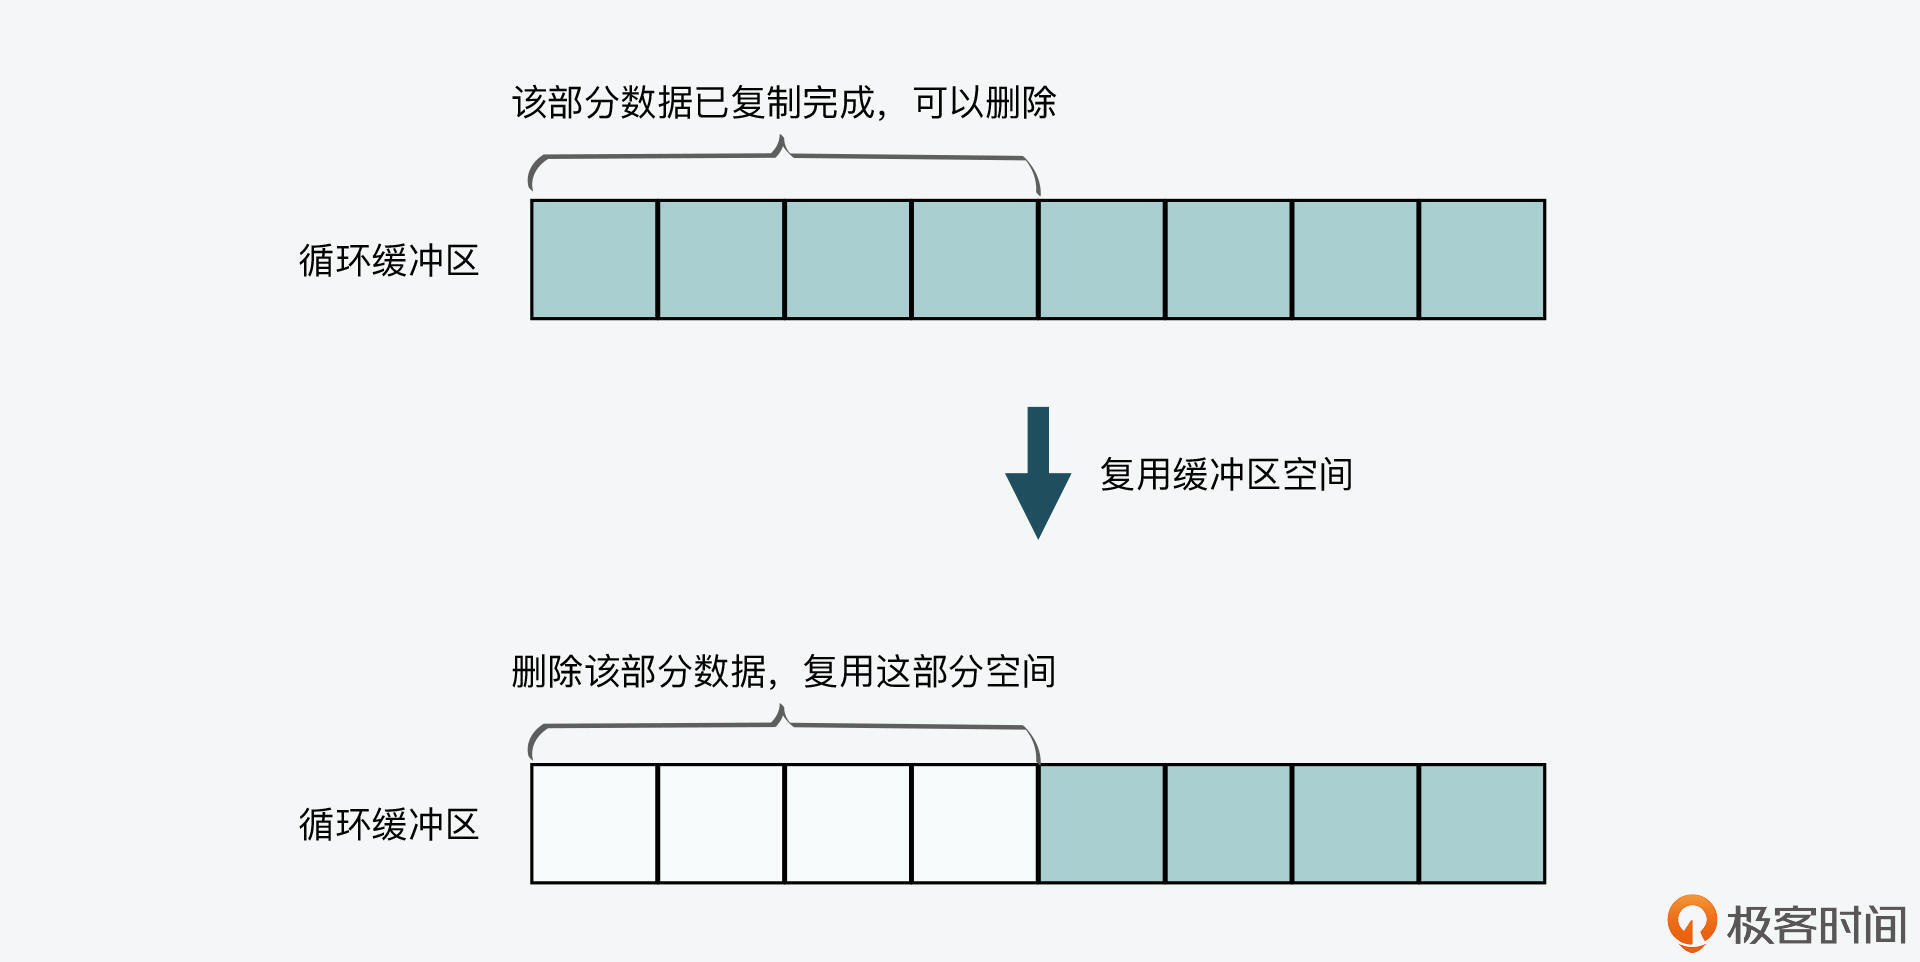 该部分数据已复制完成，可以删除
循环缓冲区
复用缓冲区空间
删除该部分数据，复用这部分空间
循环缓冲区
极客时间